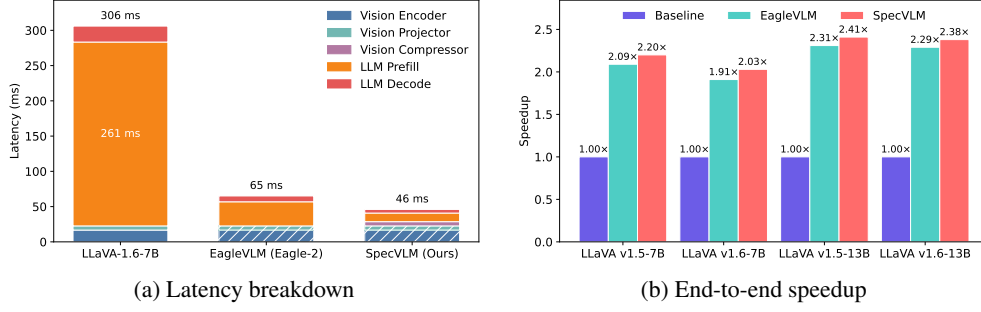 306 ms
300
250
200
150
100
50
0
Latency (ms)
261 ms
65 ms
46 ms
Vision Encoder
Vision Projector
Vision Compressor
LLM Prefill
LLM Decode
LLaVA-1.6-7B
EagleVLM (Eagle-2)
SpecVLM (Ours)
(a) Latency breakdown
Baseline
EagleVLM
SpecVLM
2.5
2.0
1.5
1.0
0.5
0.0
Speedup
1.00× 2.09× 2.20×
1.00× 1.91× 2.03×
1.00× 2.31× 2.41×
1.00× 2.29× 2.38×
LLaVA v1.5-7B
LLaVA v1.6-7B
LLaVA v1.5-13B
LLaVA v1.6-13B
(b) End-to-end speedup